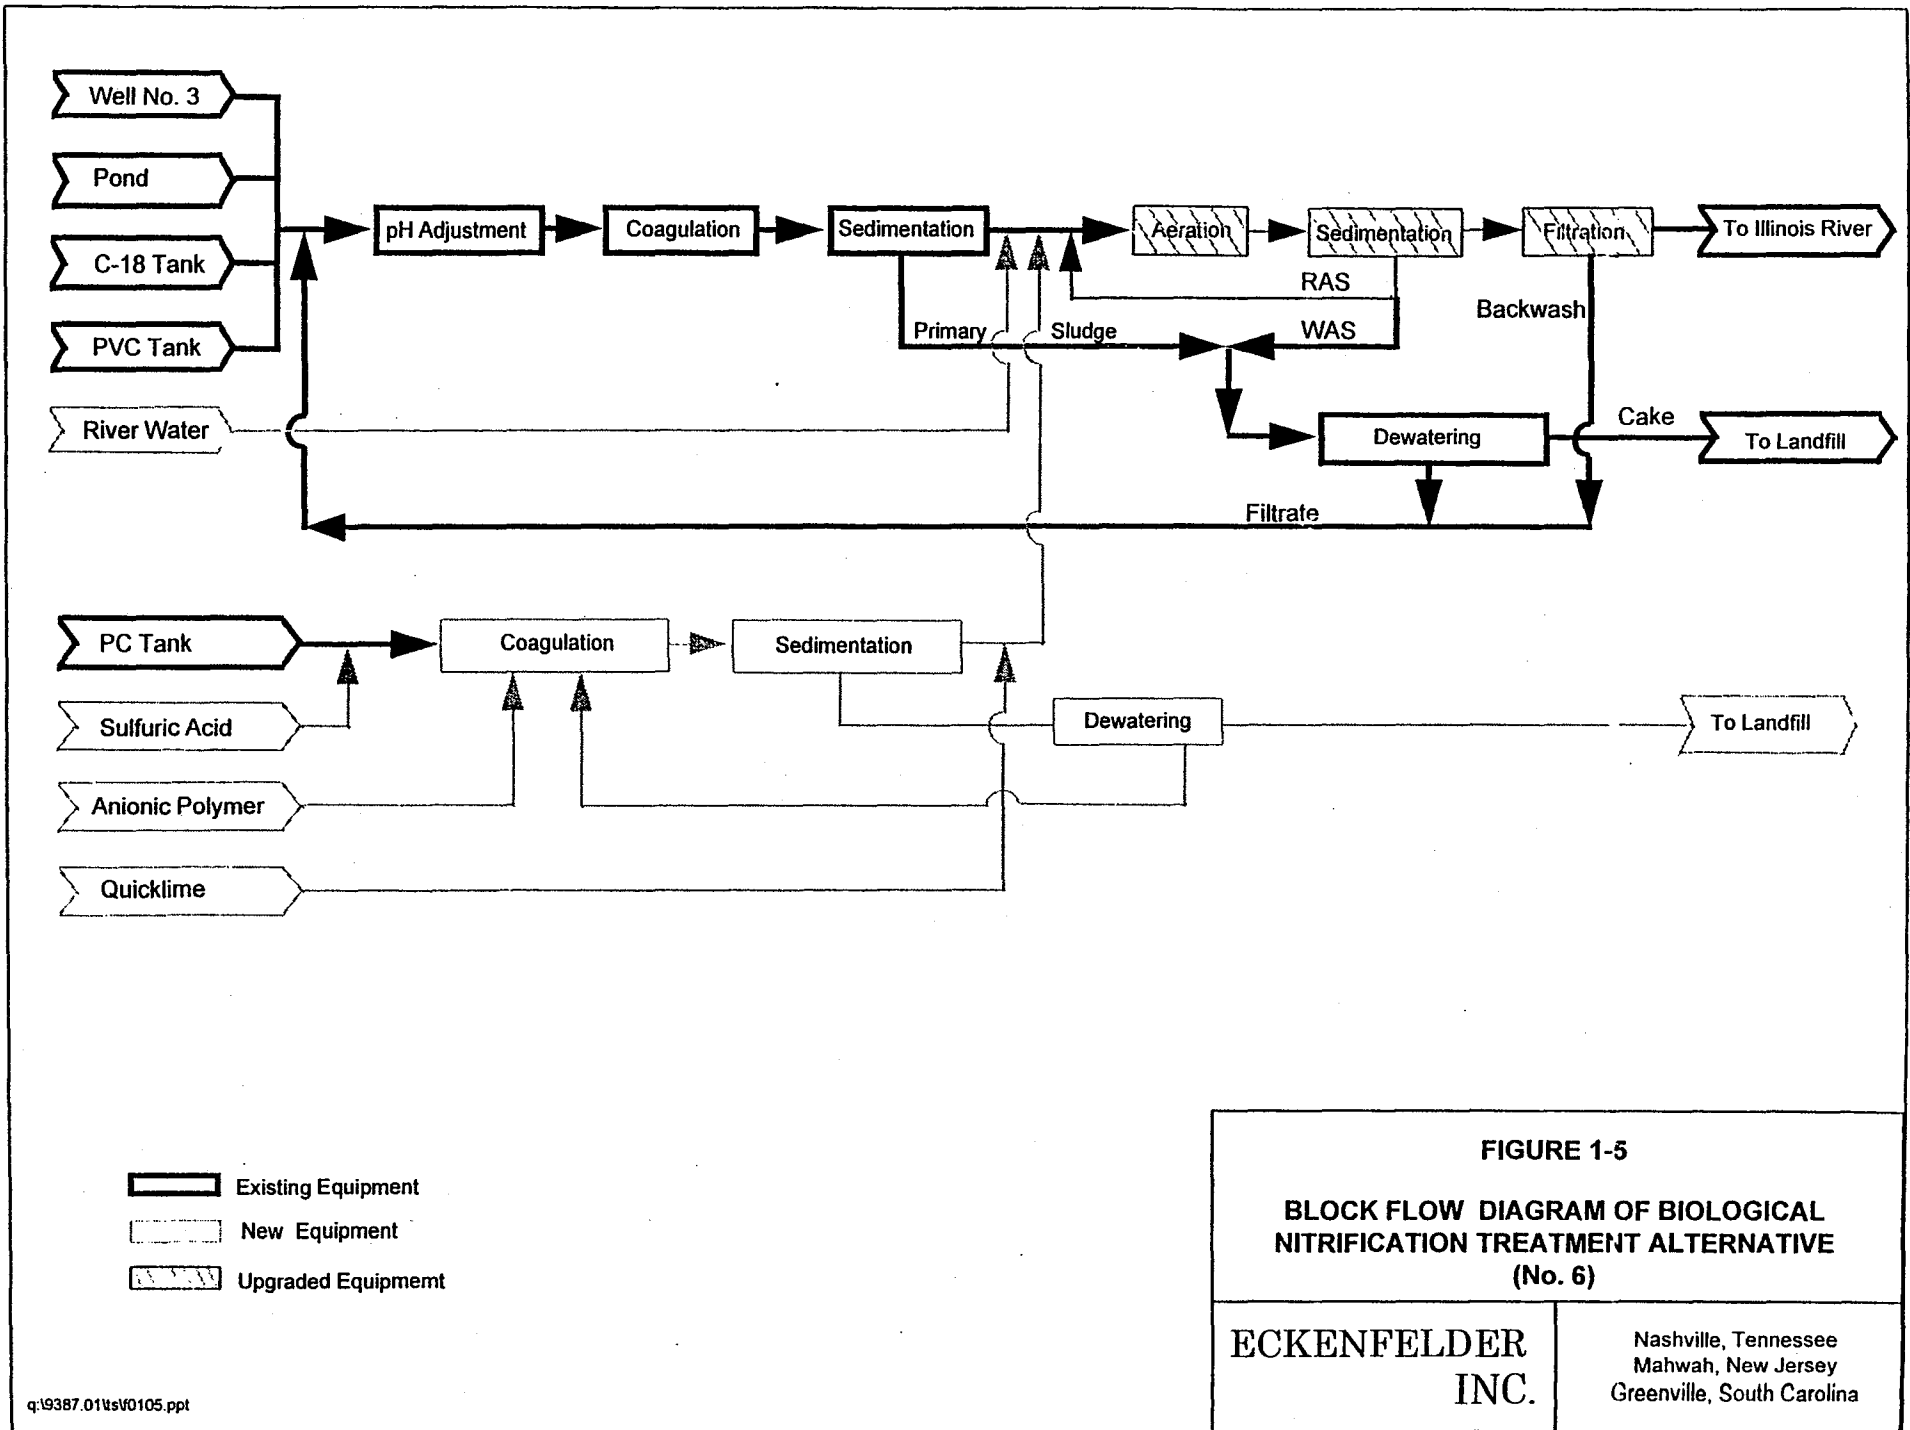 Well No. 3
Pond
C-18 Tank
PVC Tank
River Water
pH Adjustment
Coagulation
Sedimentation
Aeration
Sedimentation
Filtration
To Illinois River
RAS
Backwash
Primary Sludge
WAS
Dewatering
Cake
To Landfill
Filtrate
PC Tank
Coagulation
Sedimentation
Sulfuric Acid
Dewatering
To Landfill
Anionic Polymer
Quicklime
Existing Equipment
New Equipment
Upgraded Equipmemt
FIGURE 1-5
BLOCK FLOW DIAGRAM OF BIOLOGICAL
NITRIFICATION TREATMENT ALTERNATIVE
(No. 6)
ECKENFELDER
INC.
Nashville, Tennessee
Mahwah, New Jersey
Greenville, South Carolina
q:\9387.01\ts\f0105.ppt